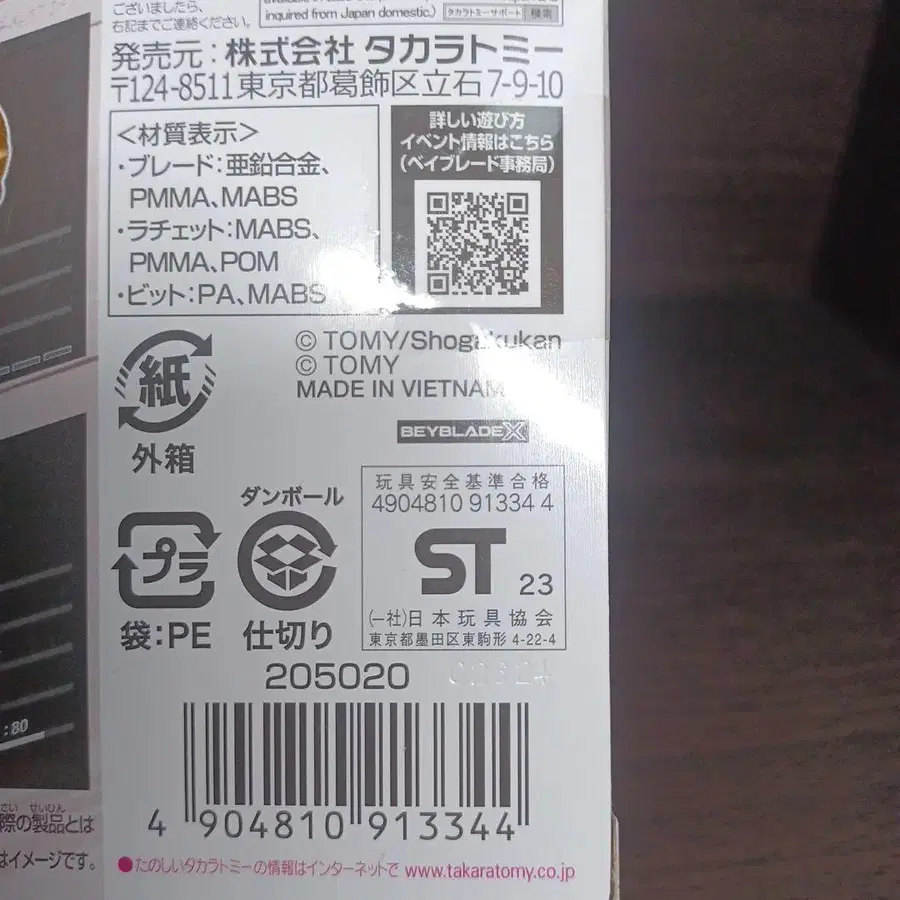 ございましたら、
右記までご連絡ください。
inquired from Japan domestic.)
タカラトミーサポート 検索
発売元：株式会社 タカラトミー
〒124-8511 東京都葛飾区立石 7-9-10
＜材質表示＞
・ブレード：亜鉛合金、
PMMA、MABS
・ラチェット：MABS、
PMMA、POM
・ビット：PA、MABS
詳しい遊び方
イベント情報はこちら
(ベイブレード事務局)
© TOMY/Shogakukan
© TOMY
MADE IN VIETNAM
BEYBLADE X
紙
外箱
ダンボール
プラ
袋：PE
仕切り
玩具安全基準合格
4904810 91334 4
ST 23
(一社)日本玩具協会
東京都墨田区東駒形 4-22-4
205020
4 904810 913344
: 80
せいひん
際の製品とは
はイメージです。
●たのしいタカラトミーの情報はインターネットで www.takaratomy.co.jp